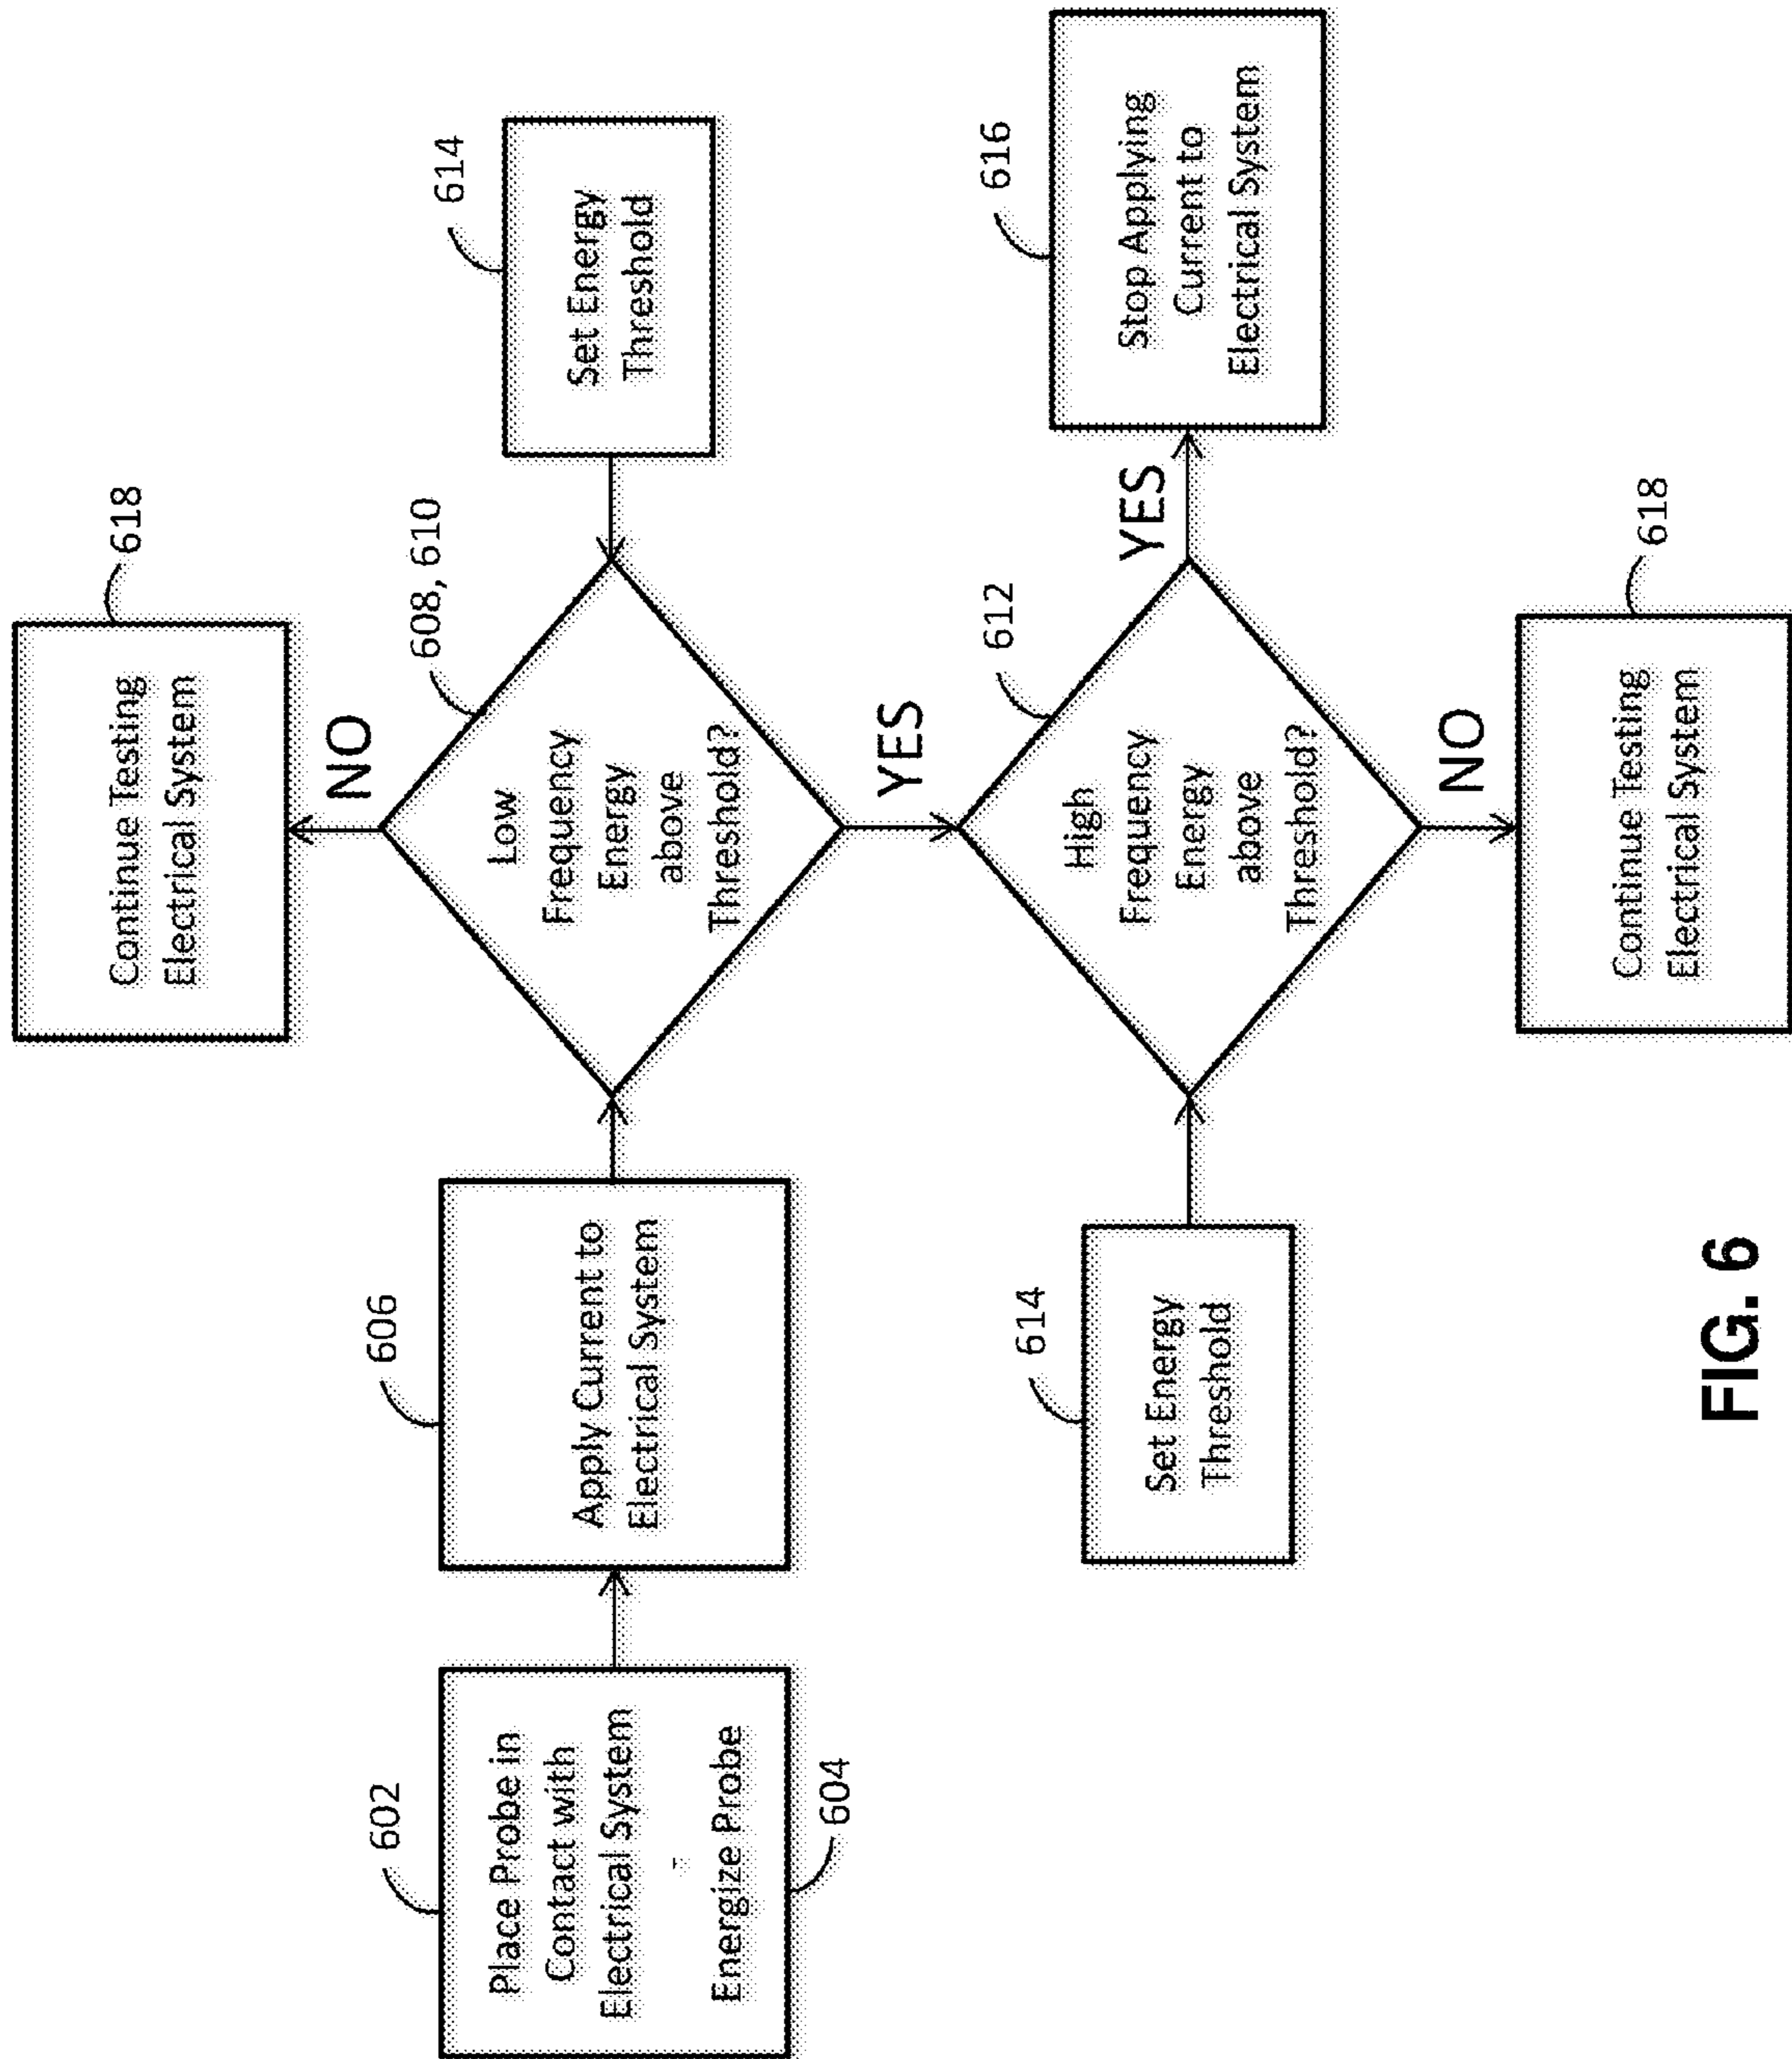 602
Place Probe in
Contact with
Electrical System
-
Energize Probe
604
606
Apply Current to
Electrical System
618
Continue Testing
Electrical System
NO
608, 610
Low
Frequency
Energy
above
Threshold?
614
Set Energy
Threshold
YES
614
Set Energy
Threshold
612
High
Frequency
Energy
above
Threshold?
YES
616
Stop Applying
Current to
Electrical System
NO
618
Continue Testing
Electrical System
FIG. 6